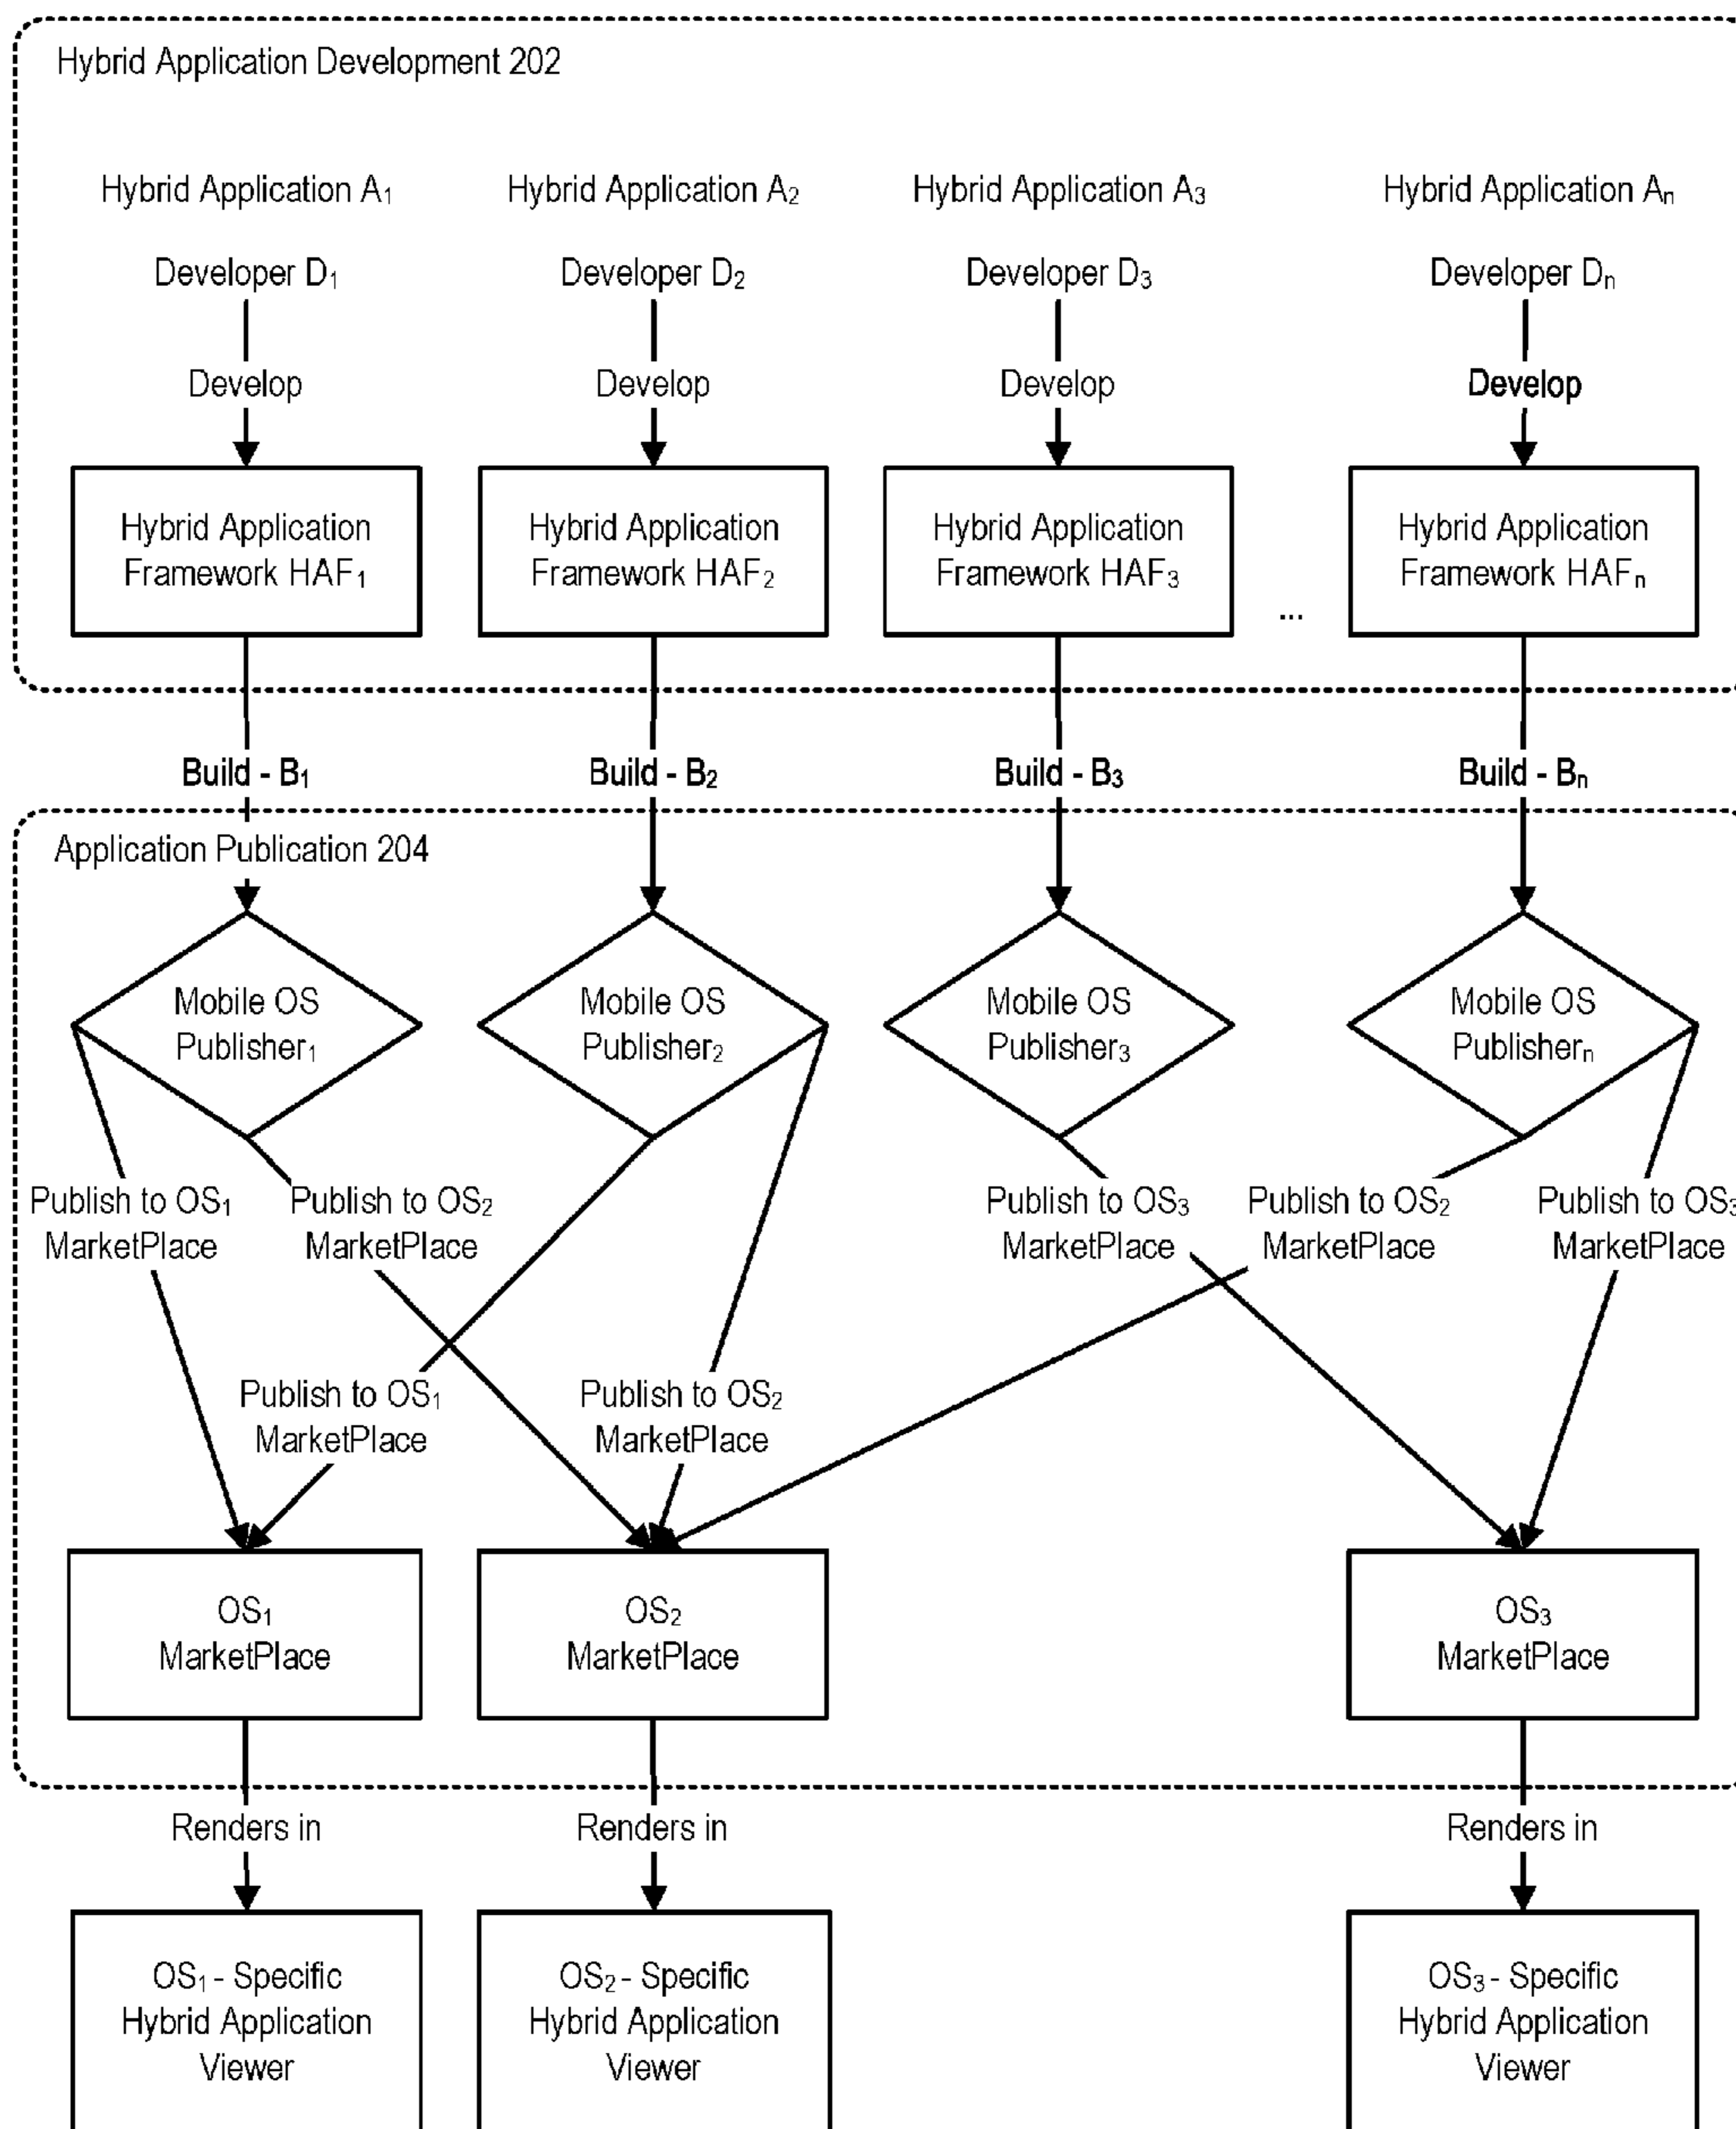 Hybrid Application Development 202
Hybrid Application A₁
Hybrid Application A₂
Hybrid Application A₃
Hybrid Application Aₙ
Developer D₁
Developer D₂
Developer D₃
Developer Dₙ
Develop
Develop
Develop
Develop
Hybrid Application
Framework HAF₁
Hybrid Application
Framework HAF₂
Hybrid Application
Framework HAF₃
...
Hybrid Application
Framework HAFₙ
Build - B₁
Build - B₂
Build - B₃
Build - Bₙ
Application Publication 204
Mobile OS
Publisher₁
Mobile OS
Publisher₂
Mobile OS
Publisher₃
Mobile OS
Publisherₙ
Publish to OS₁
MarketPlace
Publish to OS₂
MarketPlace
Publish to OS₃
MarketPlace
Publish to OS₂
MarketPlace
Publish to OS₃
MarketPlace
Publish to OS₁
MarketPlace
Publish to OS₂
MarketPlace
OS₁
MarketPlace
OS₂
MarketPlace
OS₃
MarketPlace
Renders in
Renders in
Renders in
OS₁ - Specific
Hybrid Application
Viewer
OS₂ - Specific
Hybrid Application
Viewer
OS₃ - Specific
Hybrid Application
Viewer